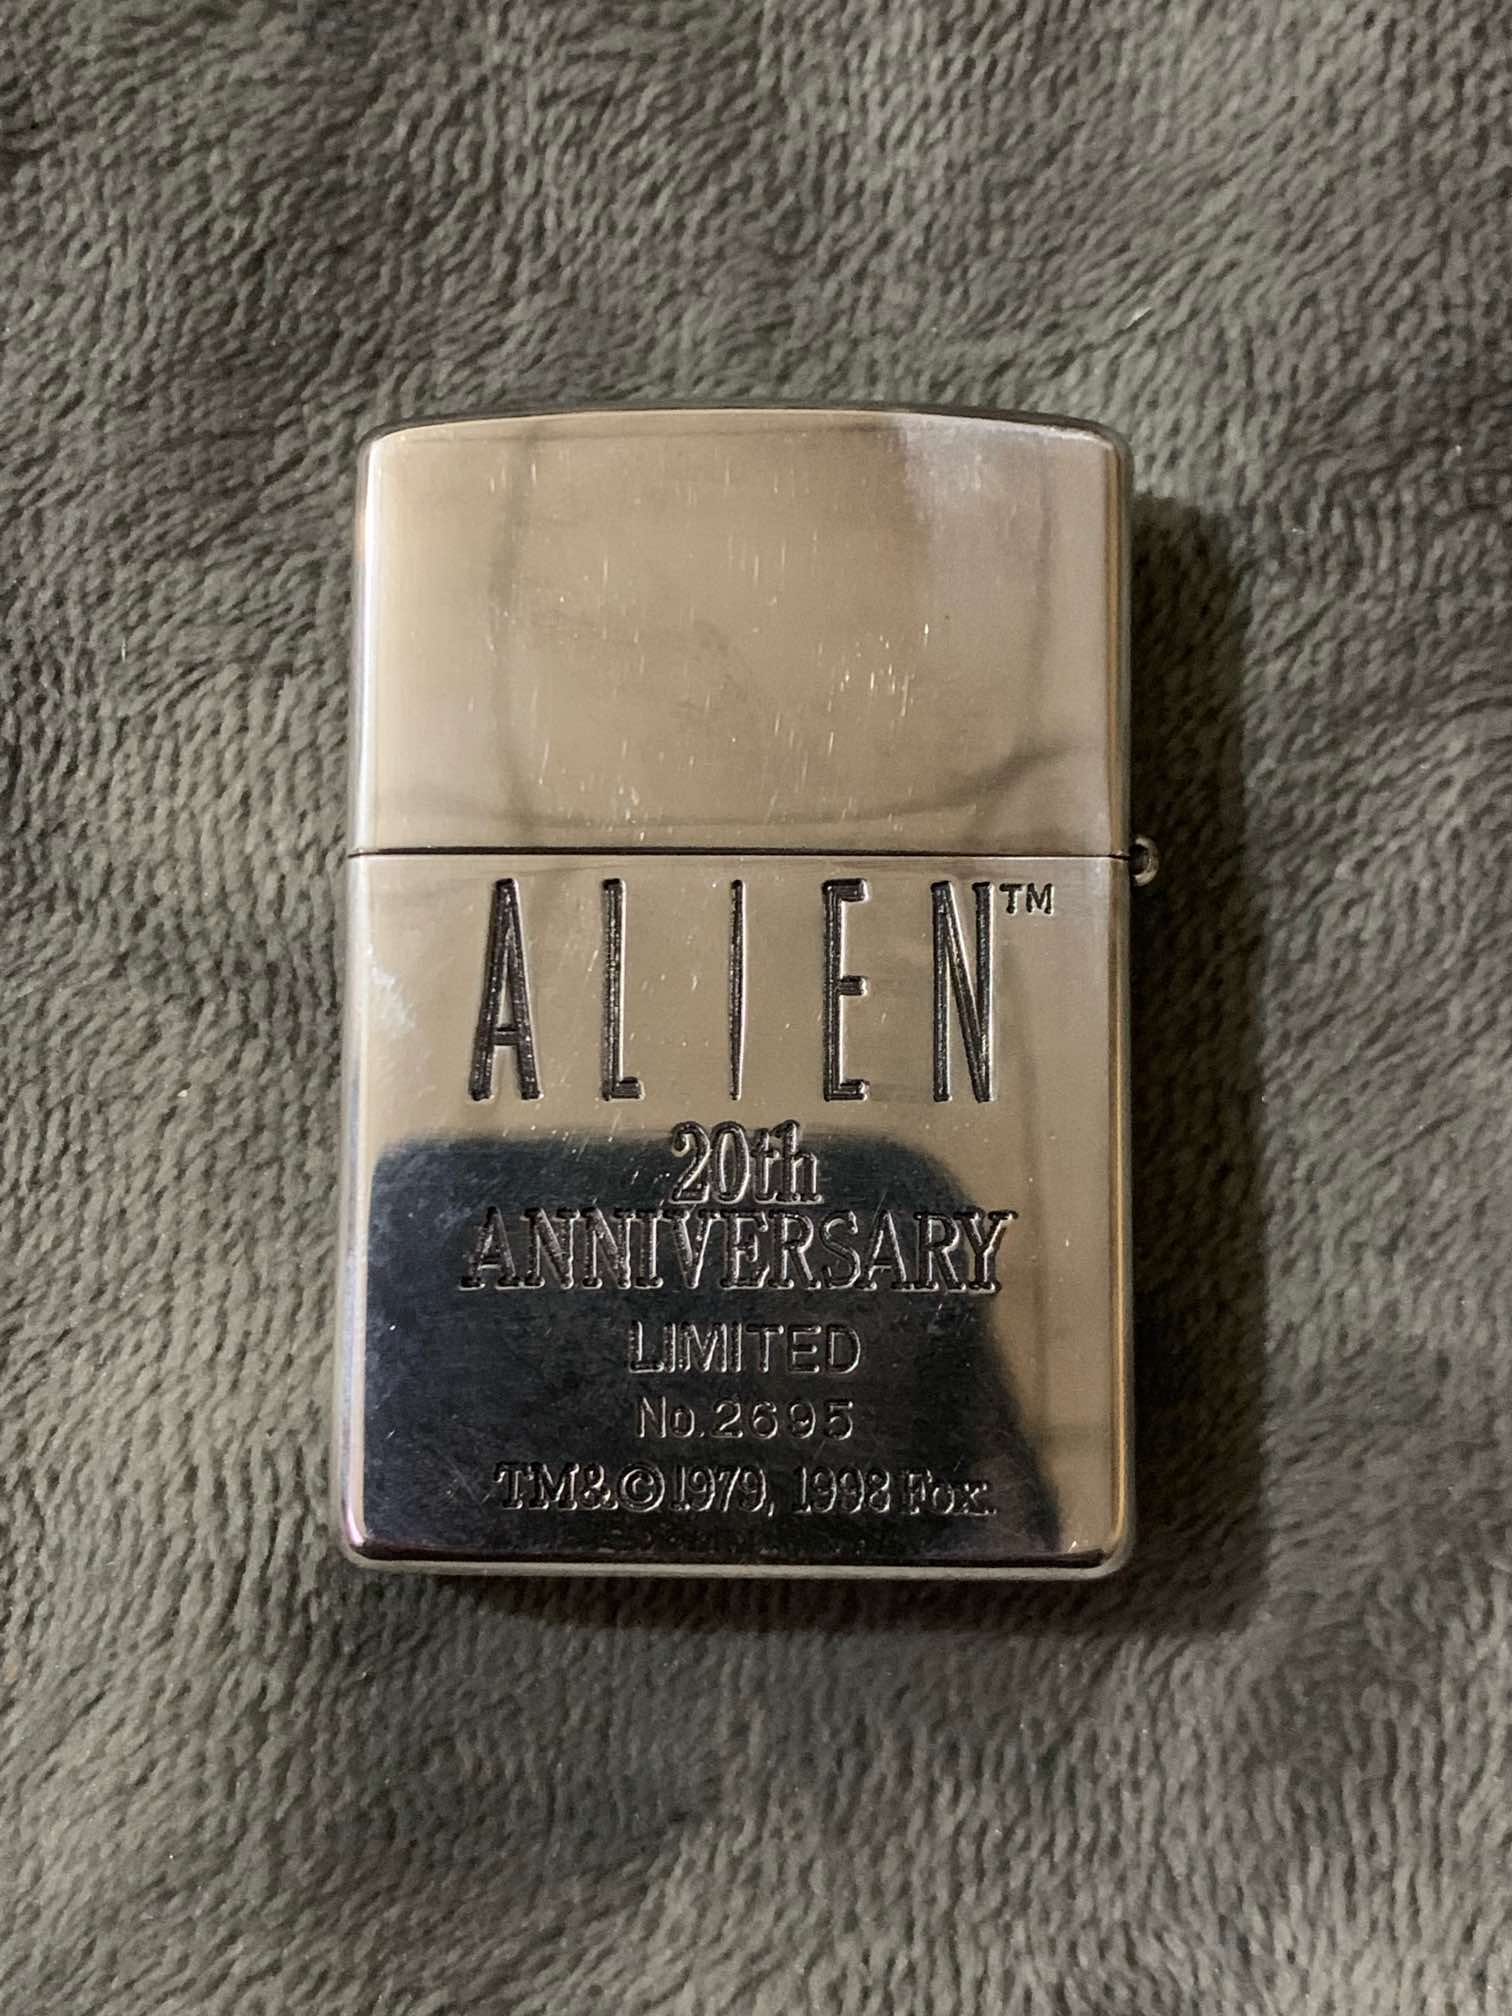 ALIEN™
20th
ANNIVERSARY
LIMITED
No.2695
TM&©1979, 1998 Fox.